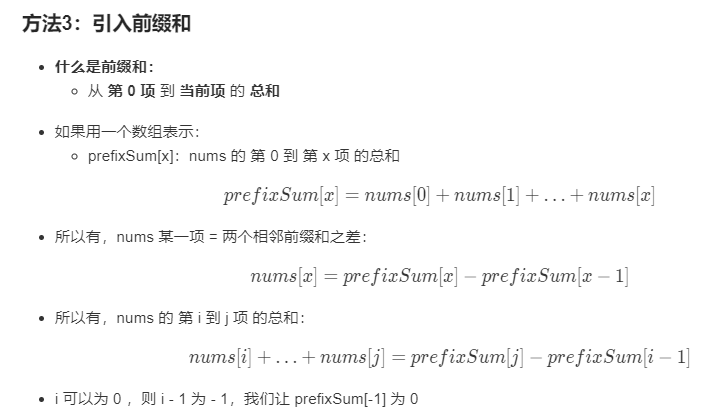 方法3：引入前缀和
什么是前缀和：
从 第 0 项 到 当前项 的 总和
如果用一个数组表示：
prefixSum[x]：nums 的 第 0 到 第 x 项 的总和
prefixSum[x] = nums[0] + nums[1] + … + nums[x]
所以有，nums 某一项 = 两个相邻前缀和之差：
nums[x] = prefixSum[x] − prefixSum[x − 1]
所以有，nums 的 第 i 到 j 项 的总和：
nums[i] + … + nums[j] = prefixSum[j] − prefixSum[i − 1]
i 可以为 0 ，则 i - 1 为 - 1，我们让 prefixSum[-1] 为 0